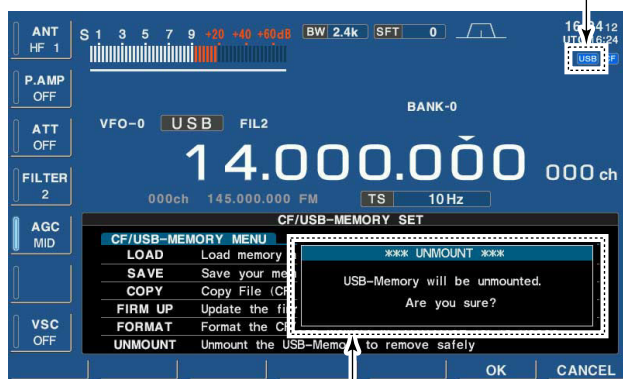 ANT
HF 1
P.AMP
OFF
ATT
OFF
FILTER
2
AGC
MID
VSC
OFF
S 1 3 5 7 9 +20 +40 +60dB
BW 2.4k SFT 0
12
UTC 16:24
USB CF
BANK-0
VFO-0 USB FIL2
14.000.000 000 ch
000ch 145.000.000 FM TS 10Hz
CF/USB-MEMORY SET
CF/USB-MEMORY MENU
LOAD Load memory
SAVE Save your
COPY Copy File
FIRM UP Update the
FORMAT Format the
UNMOUNT Unmount the USB-Memory to remove safely
*** UNMOUNT ***
USB-Memory will be unmounted.
Are you sure?
OK CANCEL